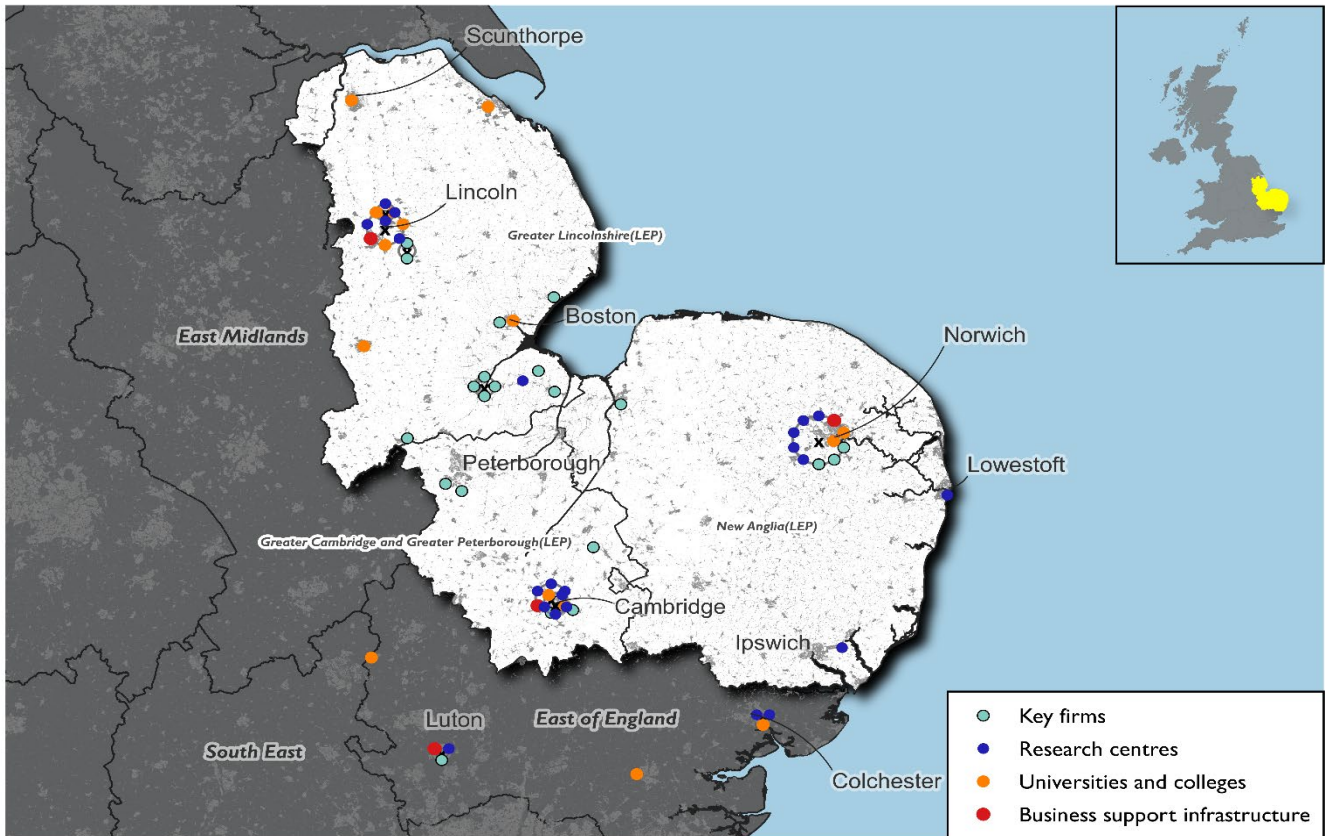 Scunthorpe
Lincoln
Greater Lincolnshire(LEP)
Boston
East Midlands
Norwich
Peterborough
Lowestoft
New Anglia(LEP)
Greater Cambridge and Greater Peterborough(LEP)
Cambridge
Ipswich
Luton
East of England
South East
Colchester
Key firms
Research centres
Universities and colleges
Business support infrastructure